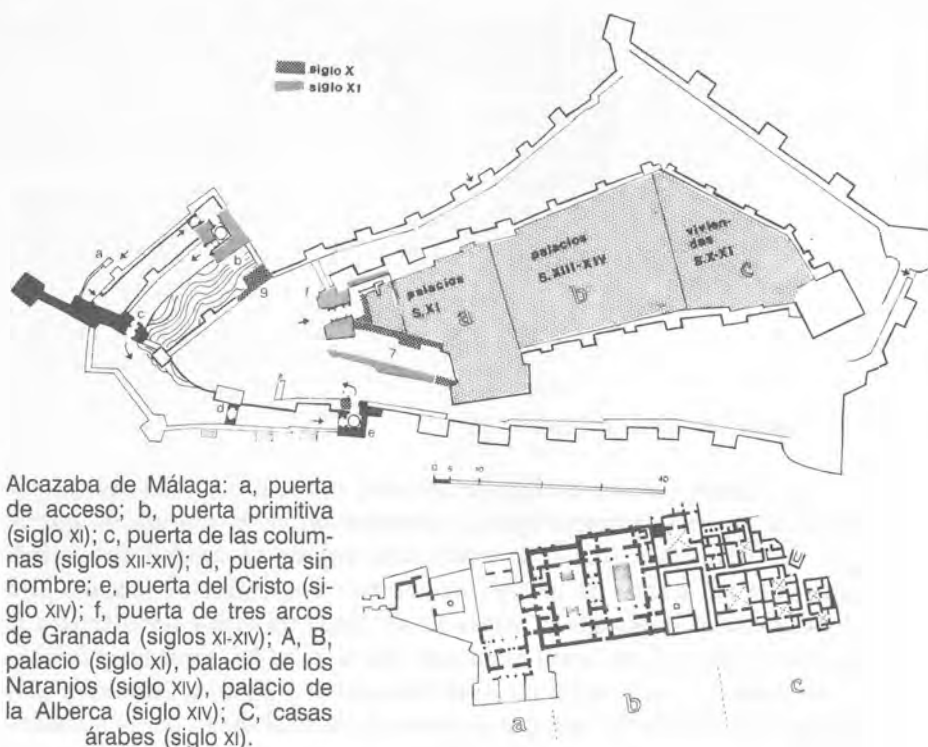 siglo X
siglo XI
a
b
c
g
f
palacios
S.XI
a
palacios
S.XIII-XIV
b
vivien-
das
S.X-XI
c
7
d
e
0 5 10 40
Alcazaba de Málaga: a, puerta
de acceso; b, puerta primitiva
(siglo XI); c, puerta de las colum-
nas (siglos XII-XIV); d, puerta sin
nombre; e, puerta del Cristo (si-
glo XIV); f, puerta de tres arcos
de Granada (siglos XI-XIV); A, B,
palacio (siglo XI), palacio de los
Naranjos (siglo XIV), palacio de
la Alberca (siglo XIV); C, casas
árabes (siglo XI).
a
b
c